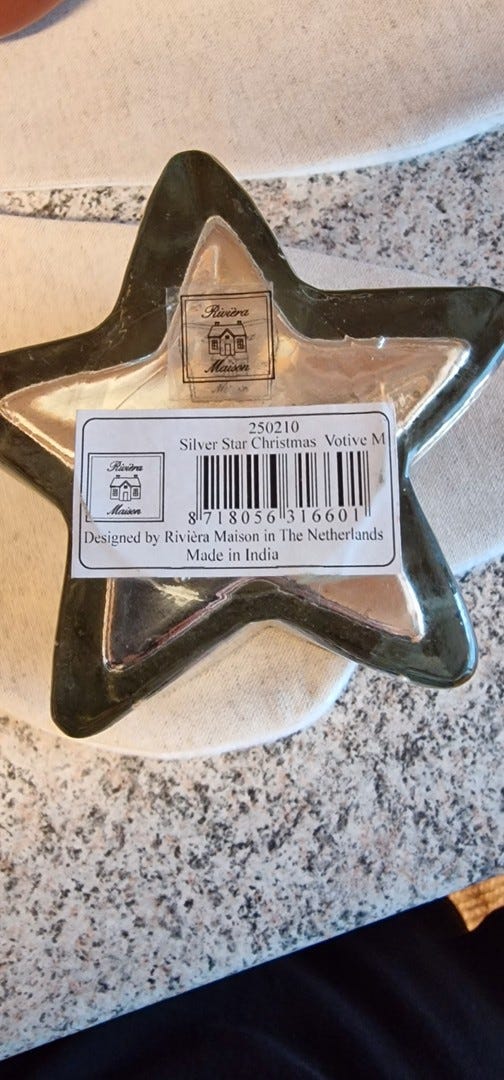 Rivièra
Maison
250210
Silver Star Christmas Votive M
Rivièra
Maison
8 718056 316601
Designed by Rivièra Maison in The Netherlands
Made in India